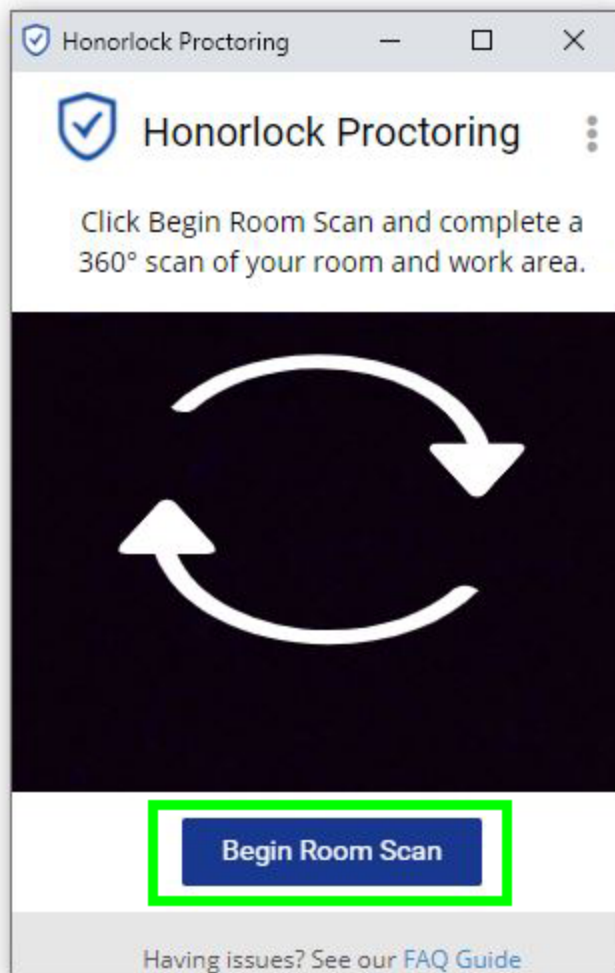 Honorlock Proctoring
Honorlock Proctoring
Click Begin Room Scan and complete a
360° scan of your room and work area.
Begin Room Scan
Having issues? See our FAQ Guide